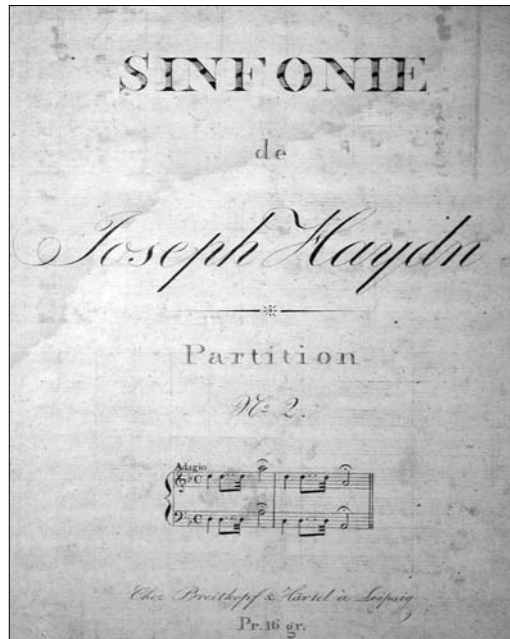 SINFONIE
de
Joseph Haydn
Partition
No 2.
Adagio
Chez Breitkopf & Härtel à Leipzig
Pr. 16 gr.